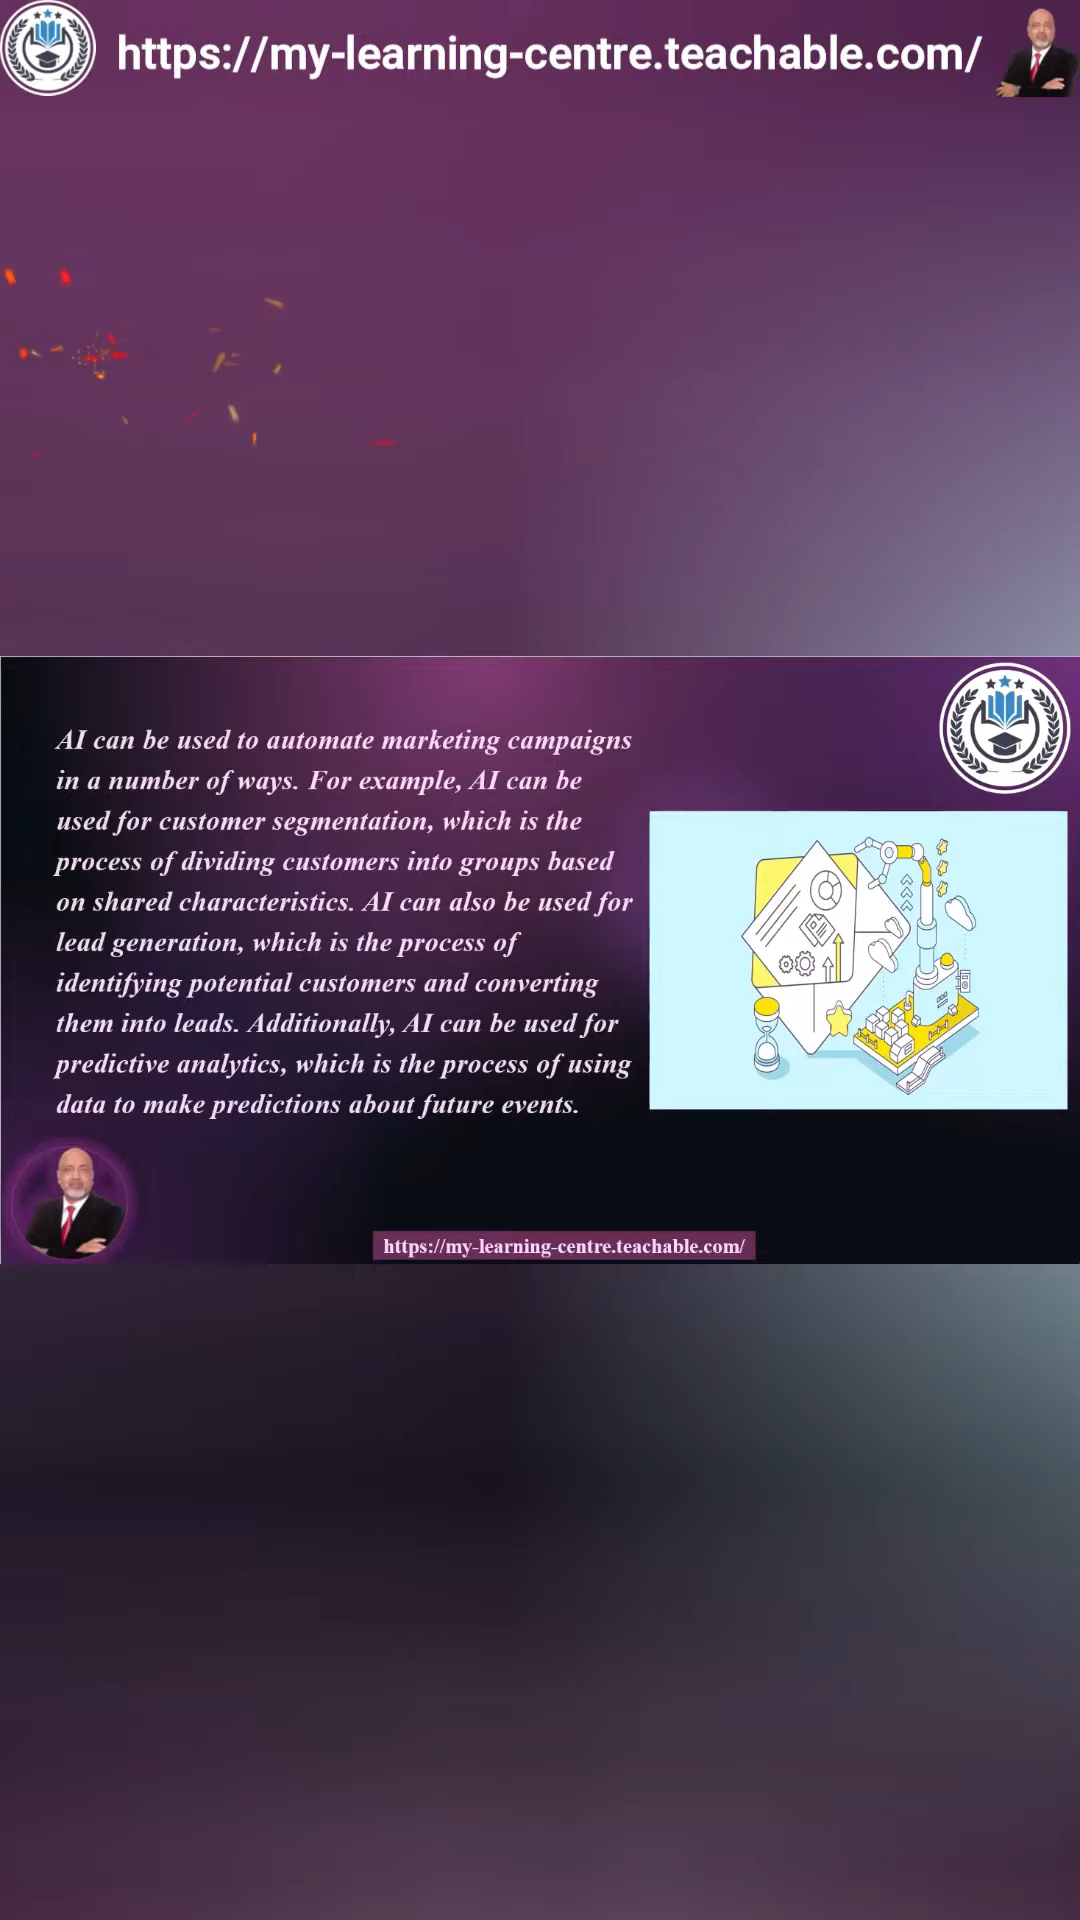 https://my-learning-centre.teachable.com/
AI can be used to automate marketing campaigns
in a number of ways. For example, AI can be
used for customer segmentation, which is the
process of dividing customers into groups based
on shared characteristics. AI can also be used for
lead generation, which is the process of
identifying potential customers and converting
them into leads. Additionally, AI can be used for
predictive analytics, which is the process of using
data to make predictions about future events.
https://my-learning-centre.teachable.com/